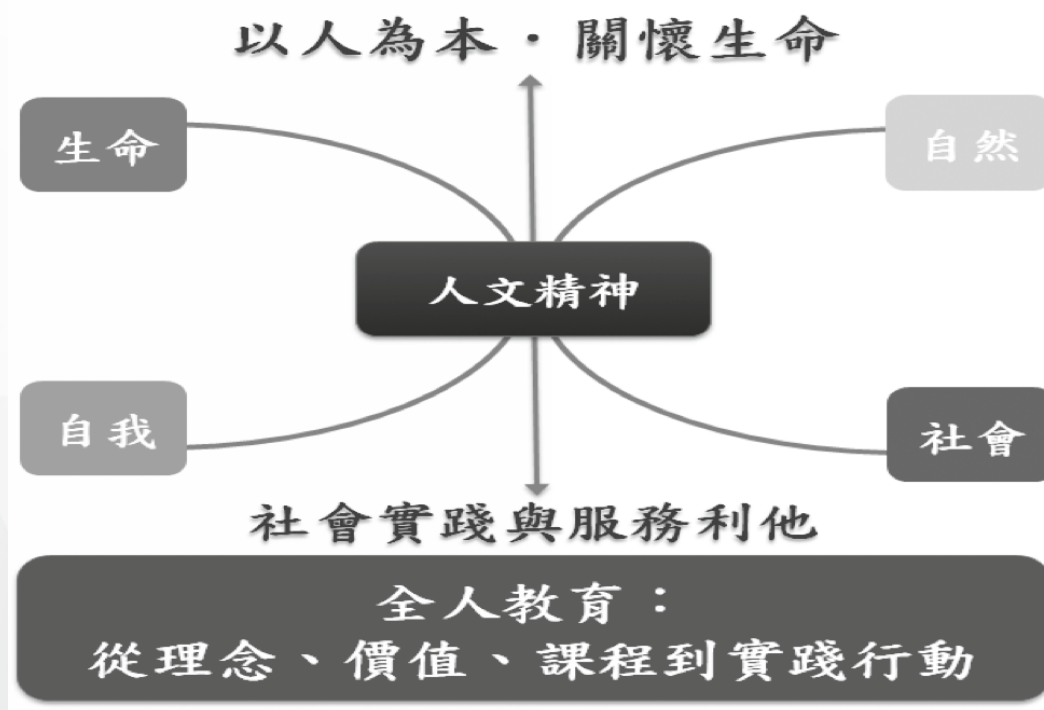 以人為本．關懷生命
生命
自然
人文精神
自我
社會
社會實踐與服務利他
全人教育：
從理念、價值、課程到實踐行動